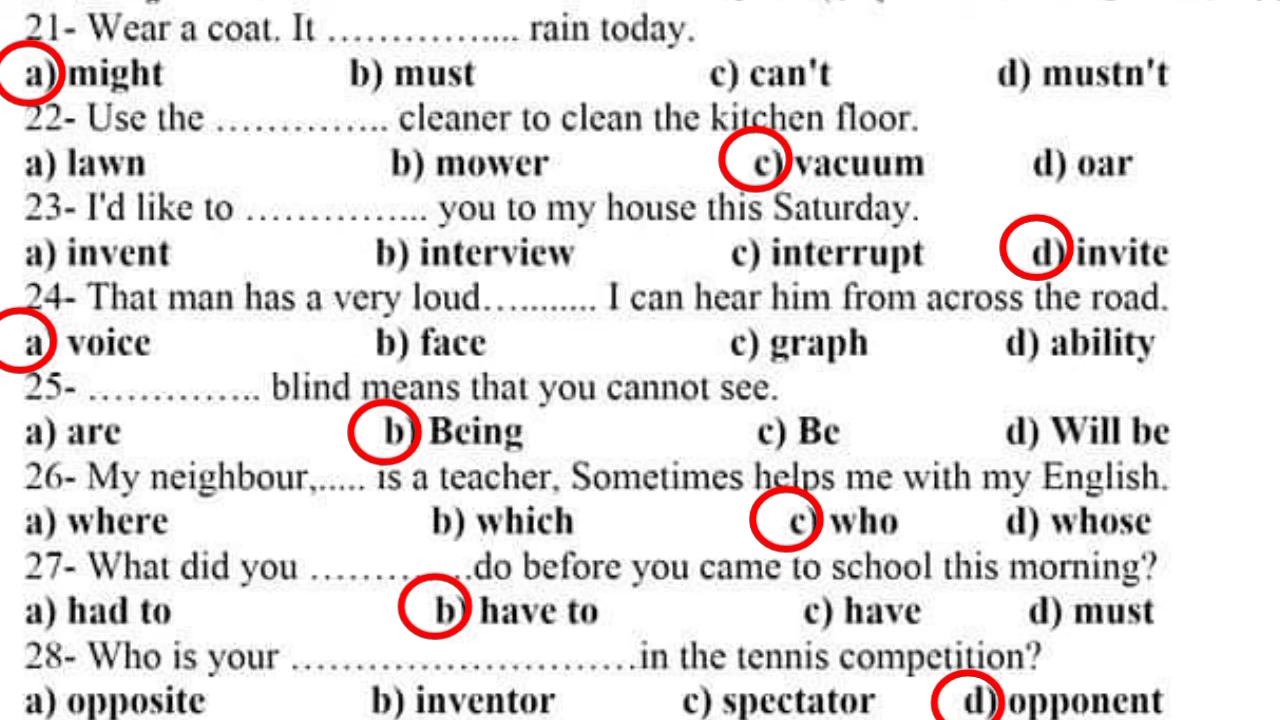 21- Wear a coat. It ................... rain today.
a) might b) must c) can't d) mustn't
22- Use the .............. cleaner to clean the kitchen floor.
a) lawn b) mower c) vacuum d) oar
23- I'd like to ............... you to my house this Saturday.
a) invent b) interview c) interrupt d) invite
24- That man has a very loud............ I can hear him from across the road.
a) voice b) face c) graph d) ability
25- .............. blind means that you cannot see.
a) are b) Being c) Be d) Will be
26- My neighbour,..... is a teacher, Sometimes helps me with my English.
a) where b) which c) who d) whose
27- What did you ..............do before you came to school this morning?
a) had to b) have to c) have d) must
28- Who is your ..............................in the tennis competition?
a) opposite b) inventor c) spectator d) opponent